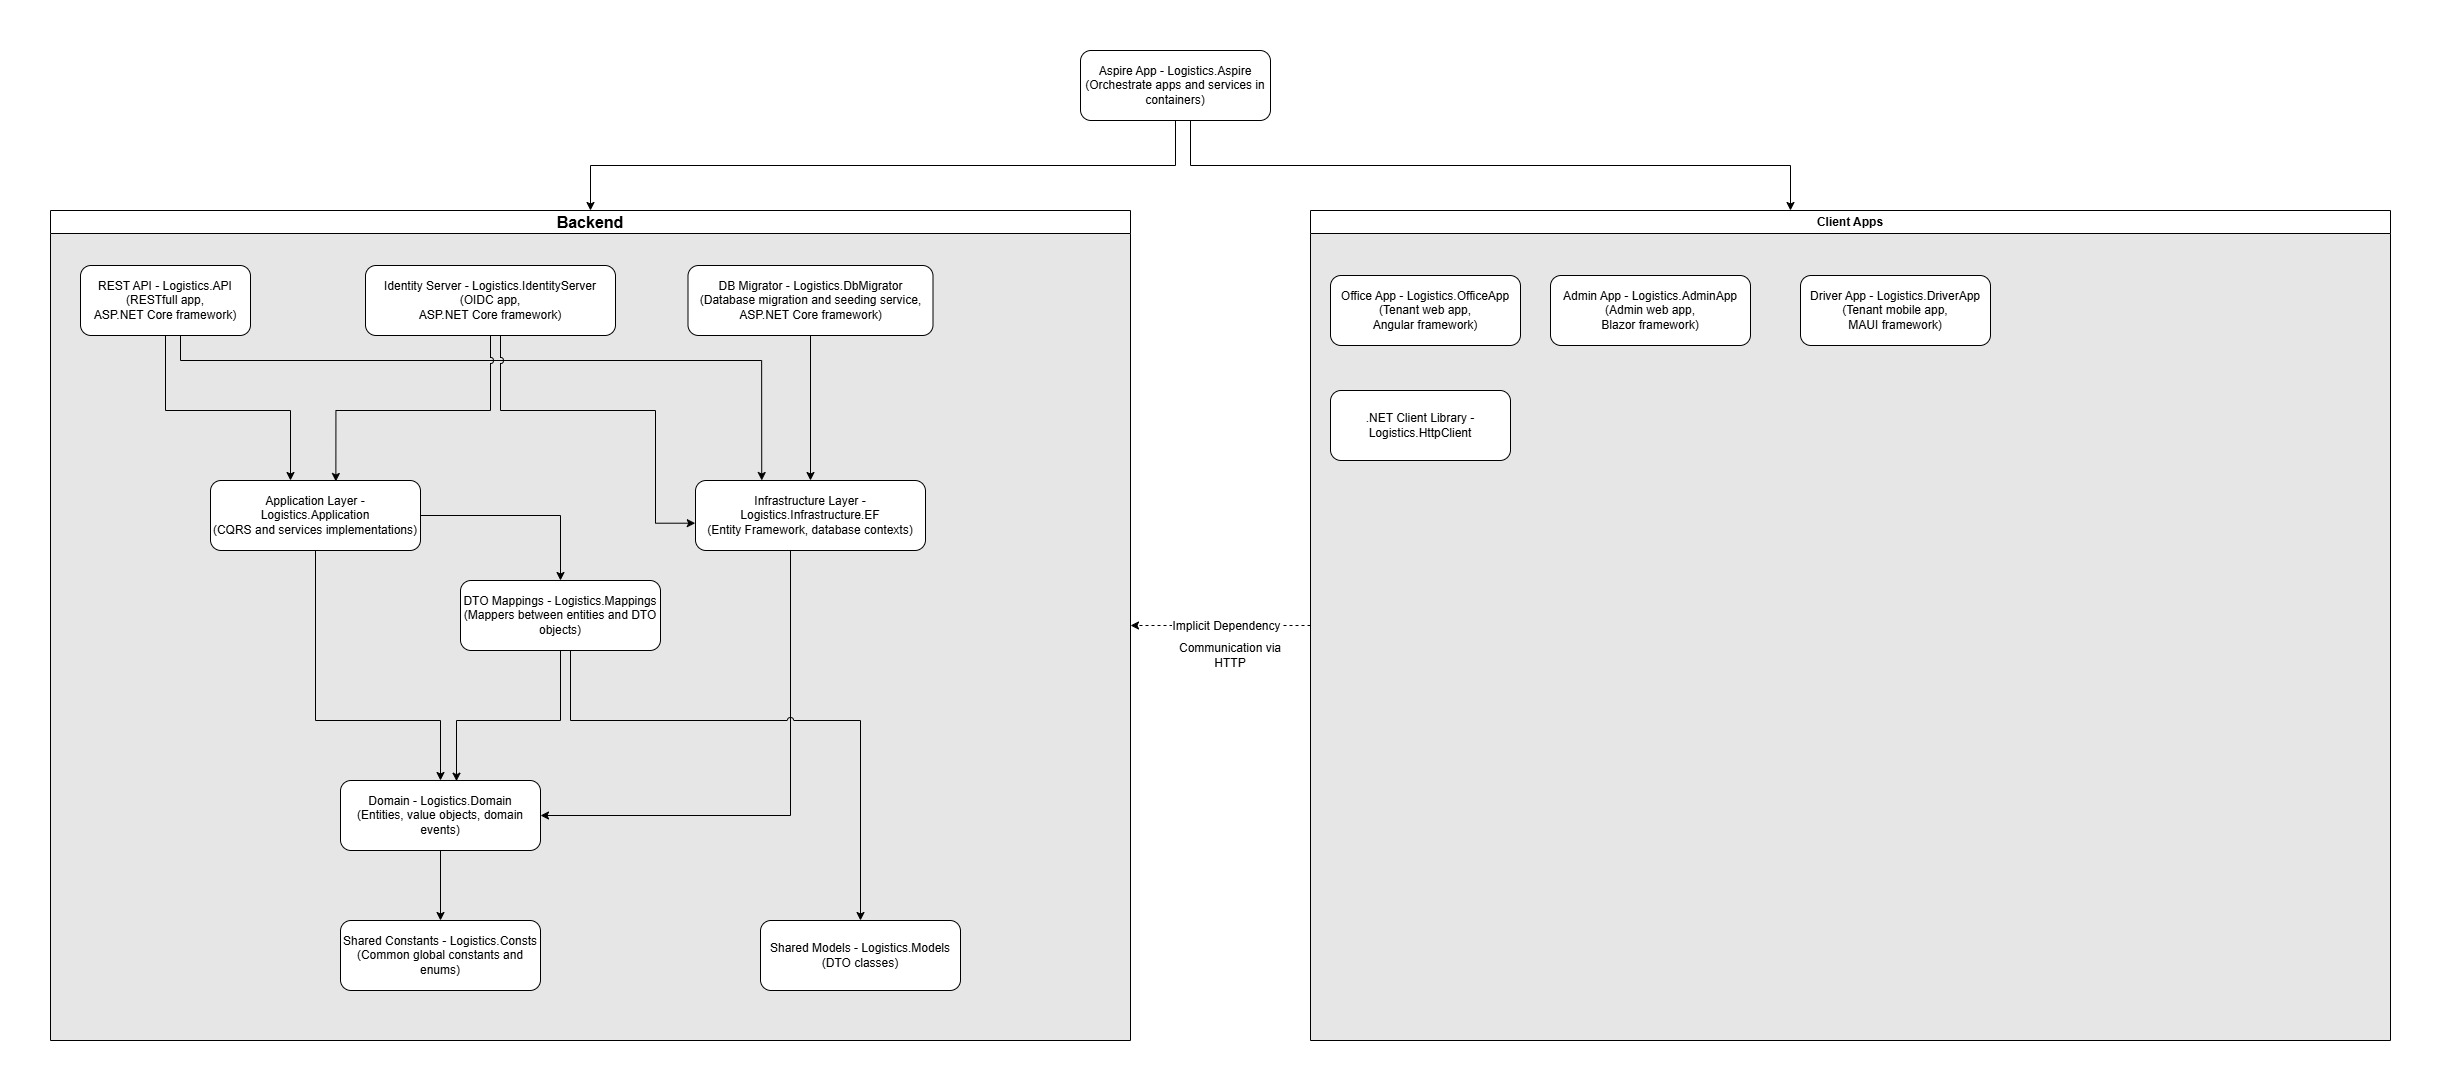 Aspire App - Logistics.Aspire
(Orchestrate apps and services in
containers)
Backend
REST API - Logistics.API
(RESTfull app,
ASP.NET Core framework)
Identity Server - Logistics.IdentityServer
(OIDC app,
ASP.NET Core framework)
DB Migrator - Logistics.DbMigrator
(Database migration and seeding service,
ASP.NET Core framework)
Application Layer -
Logistics.Application
(CQRS and services implementations)
Infrastructure Layer -
Logistics.Infrastructure.EF
(Entity Framework, database contexts)
DTO Mappings - Logistics.Mappings
(Mappers between entities and DTO
objects)
Domain - Logistics.Domain
(Entities, value objects, domain
events)
Shared Constants - Logistics.Consts
(Common global constants and
enums)
Shared Models - Logistics.Models
(DTO classes)
Implicit Dependency
Communication via
HTTP
Client Apps
Office App - Logistics.OfficeApp
(Tenant web app,
Angular framework)
Admin App - Logistics.AdminApp
(Admin web app,
Blazor framework)
Driver App - Logistics.DriverApp
(Tenant mobile app,
MAUI framework)
.NET Client Library -
Logistics.HttpClient